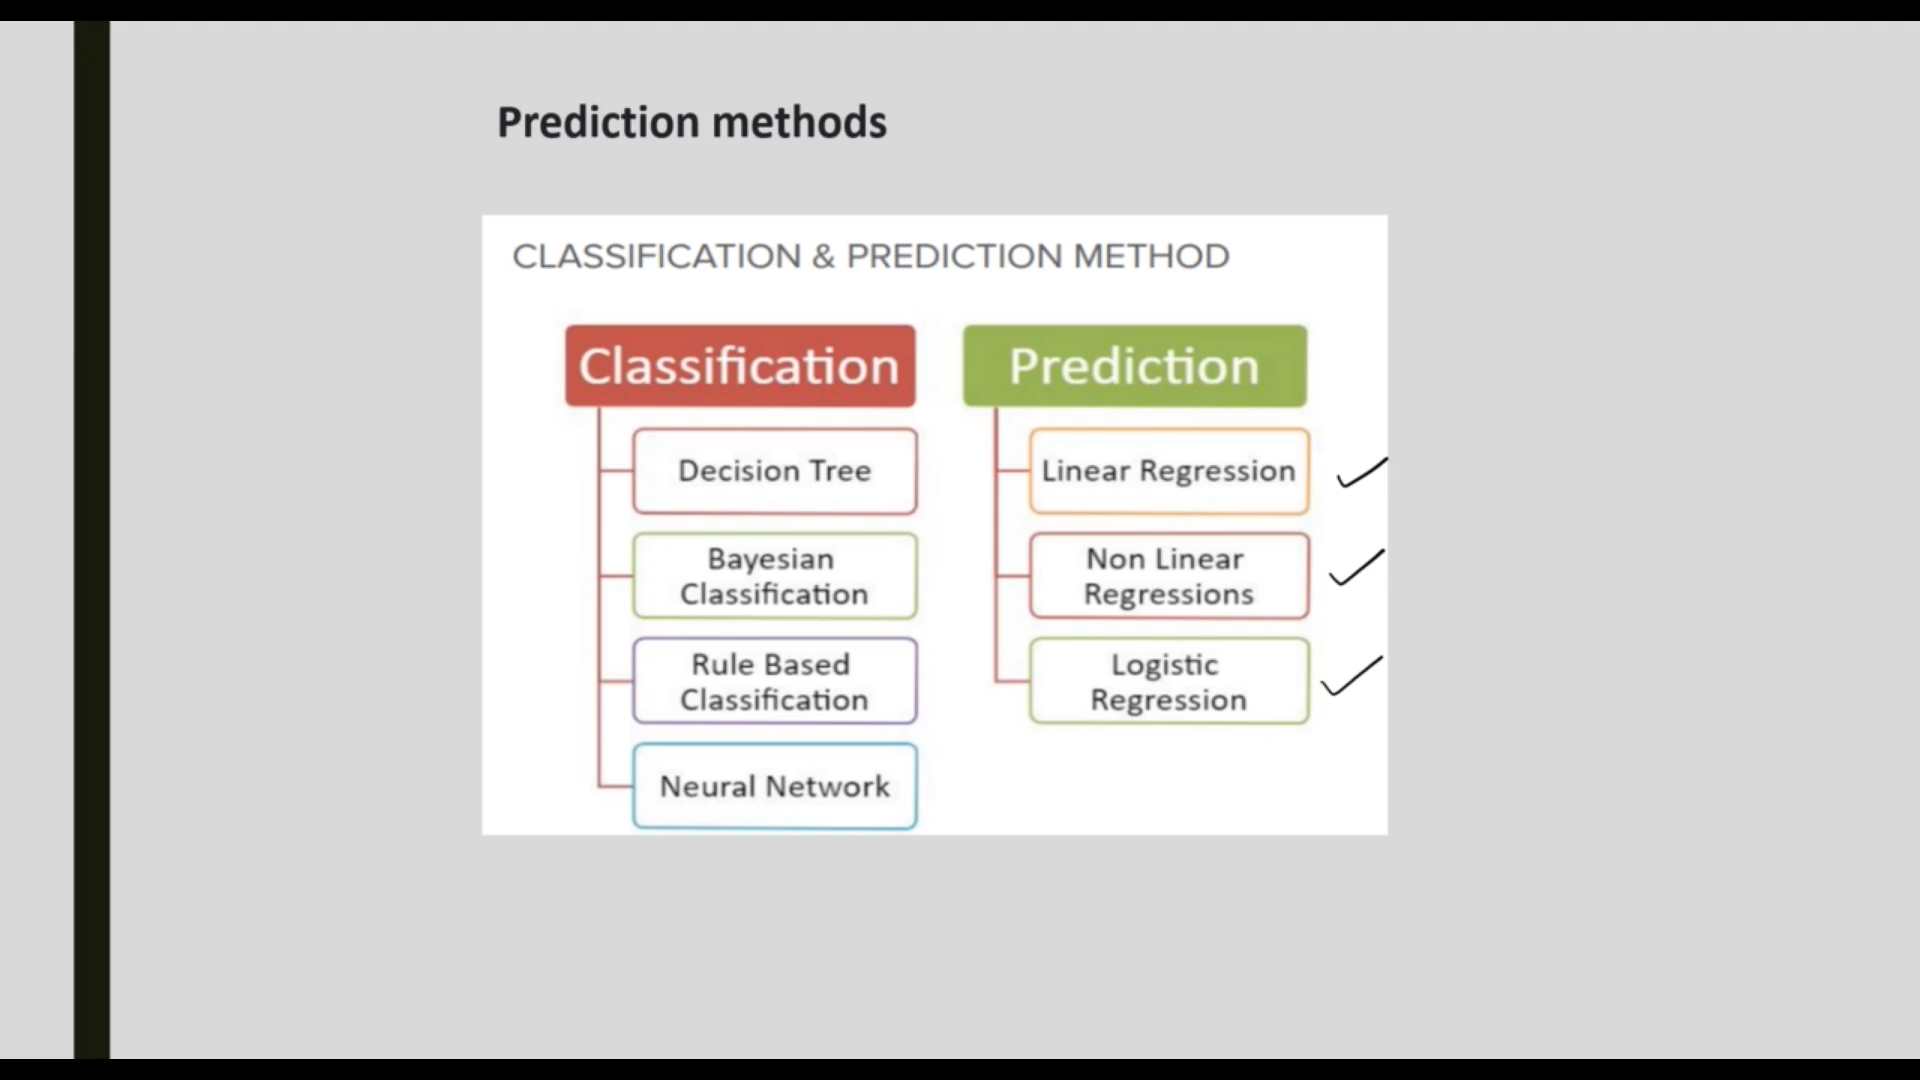 Prediction methods
CLASSIFICATION & PREDICTION METHOD
Classification
Decision Tree
Bayesian
Classification
Rule Based
Classification
Neural Network
Prediction
Linear Regression
Non Linear
Regressions
Logistic
Regression